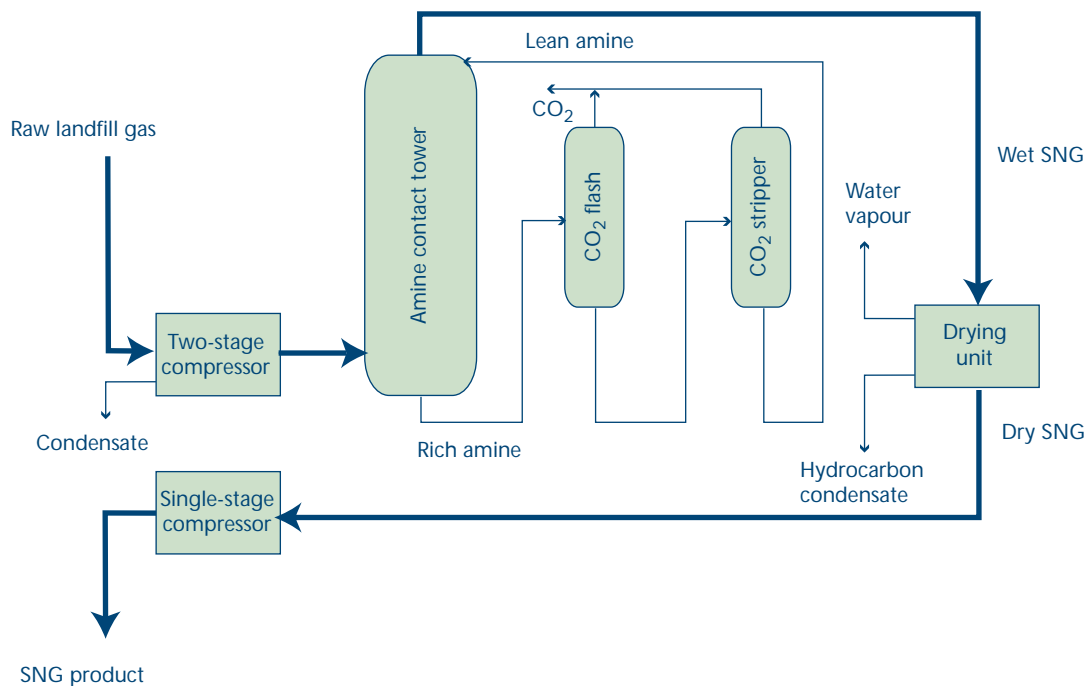 Lean amine
CO2
Raw landfill gas
Amine contact tower
CO2 flash
CO2 stripper
Wet SNG
Water
vapour
Two-stage
compressor
Drying
unit
Condensate
Rich amine
Dry SNG
Hydrocarbon
condensate
Single-stage
compressor
SNG product